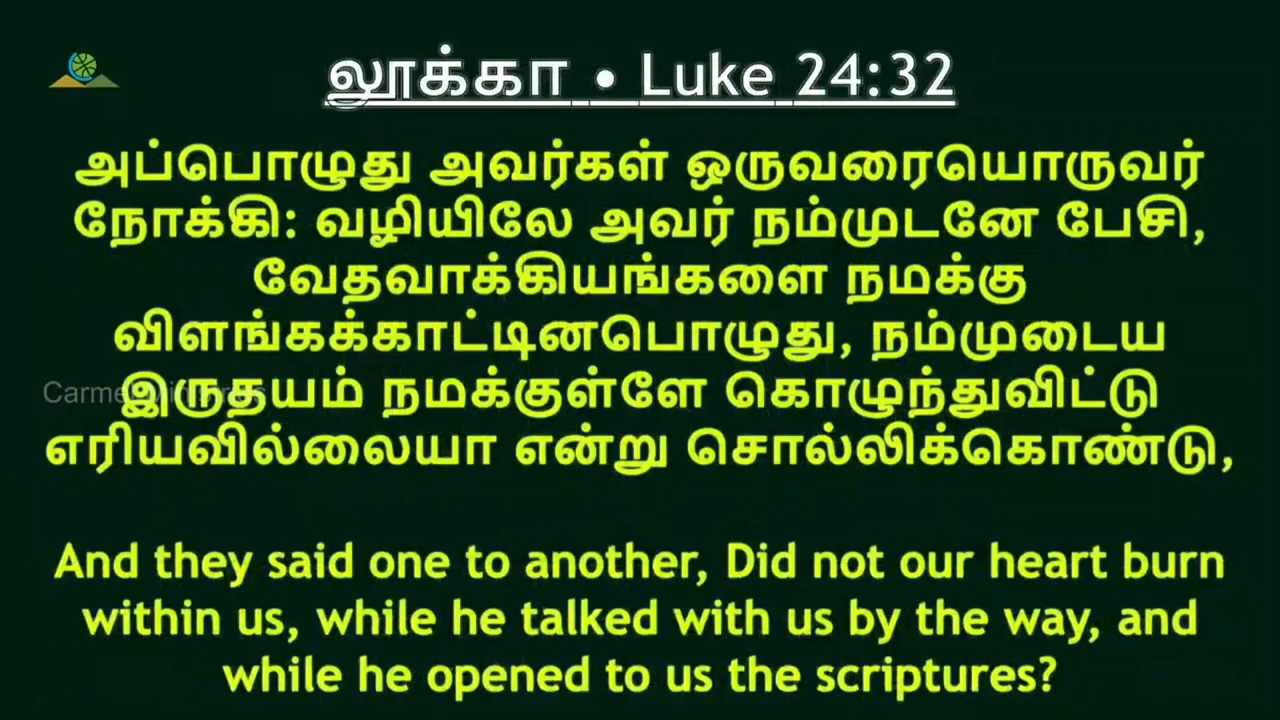 லூக்கா • Luke 24:32
அப்பொழுது அவர்கள் ஒருவரையொருவர்
நோக்கி: வழியிலே அவர் நம்முடனே பேசி,
வேதவாக்கியங்களை நமக்கு
விளங்கக்காட்டினபொழுது, நம்முடைய
இருதயம் நமக்குள்ளே கொழுந்துவிட்டு
எரியவில்லையா என்று சொல்லிக்கொண்டு,
And they said one to another, Did not our heart burn
within us, while he talked with us by the way, and
while he opened to us the scriptures?